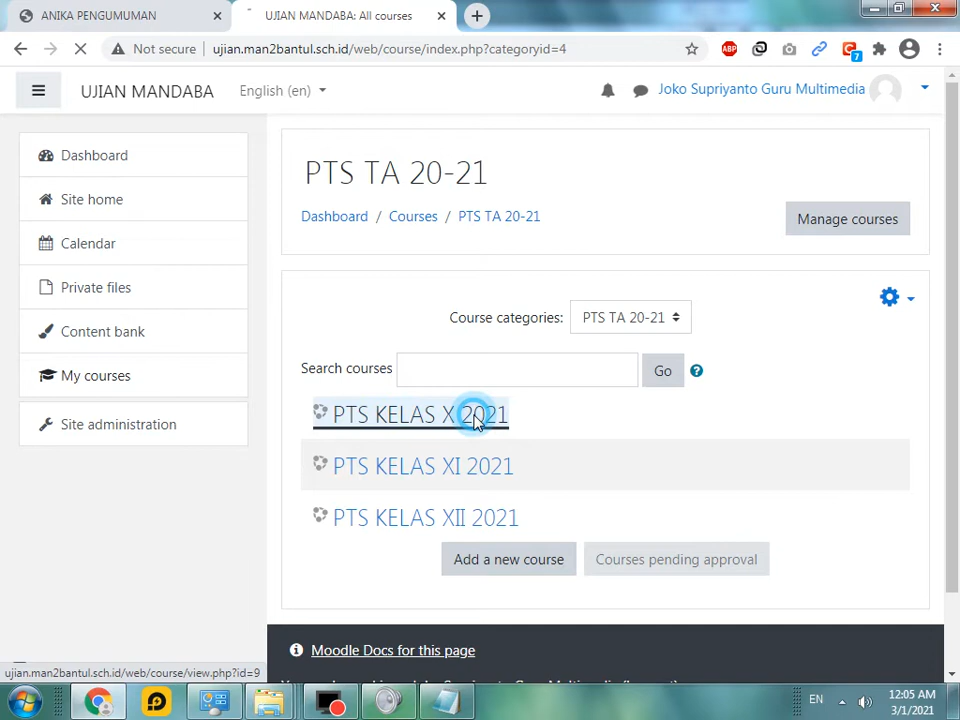 ANIKA PENGUMUMAN
UJIAN MANDABA: All courses
Not secure
ujian.man2bantul.sch.id/web/course/index.php?categoryid=4
ABP
7
UJIAN MANDABA
English (en)
Joko Supriyanto Guru Multimedia
Dashboard
Site home
Calendar
Private files
Content bank
My courses
Site administration
PTS TA 20-21
Dashboard / Courses / PTS TA 20-21
Manage courses
Course categories: PTS TA 20-21
Search courses
Go
PTS KELAS X 2021
PTS KELAS XI 2021
PTS KELAS XII 2021
Add a new course
Courses pending approval
Moodle Docs for this page
ujian.man2bantul.sch.id/web/course/view.php?id=9
EN
12:05 AM
3/1/2021